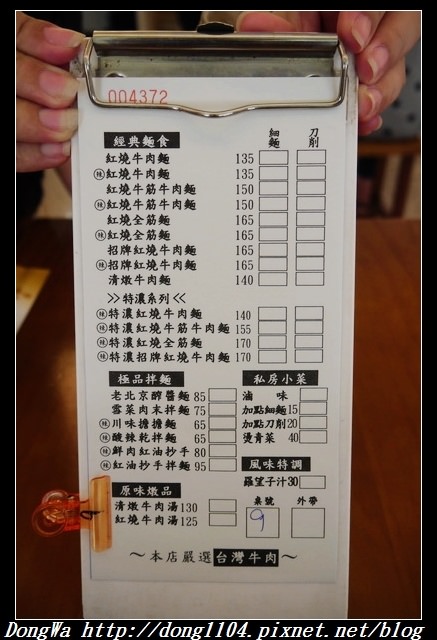 004372
經典麵食 細麵 刀削
紅燒牛肉麵 135
辣 紅燒牛肉麵 135
紅燒牛筋牛肉麵 150
辣 紅燒牛筋牛肉麵 150
紅燒全筋麵 165
辣 紅燒全筋麵 165
招牌紅燒牛肉麵 165
辣 招牌紅燒牛肉麵 165
清燉牛肉麵 140
>>特濃系列<<
辣 特濃紅燒牛肉麵 140
辣 特濃紅燒牛筋牛肉麵 155
辣 特濃紅燒全筋麵 170
辣 特濃招牌紅燒牛肉麵 170
極品拌麵
老北京醡醬麵 85
雪菜肉末拌麵 75
辣 川味擔擔麵 65
辣 酸辣乾拌麵 65
辣 鮮肉紅油抄手 80
辣 紅油抄手拌麵 95
原味燉品
清燉牛肉湯 130
紅燒牛肉湯 125
私房小菜
滷味
加點細麵 15
加點刀削 20
燙青菜 40
風味特調
羅望子汁 30
桌號 外帶
9
～本店嚴選台灣牛肉～
DongWa http://dong1104.pixnet.net/blog